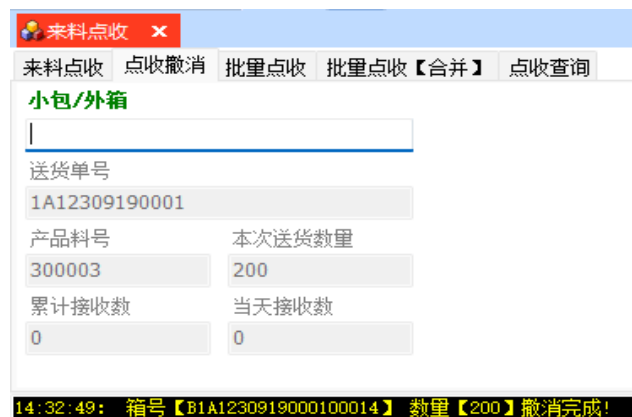 来料点收 ×
来料点收 点收撤消 批量点收 批量点收【合并】 点收查询
小包/外箱
送货单号
1A12309190001
产品料号 本次送货数量
300003 200
累计接收数 当天接收数
0 0
14:32:49: 箱号【B1A1230919000100014】 数量【200】撤消完成!